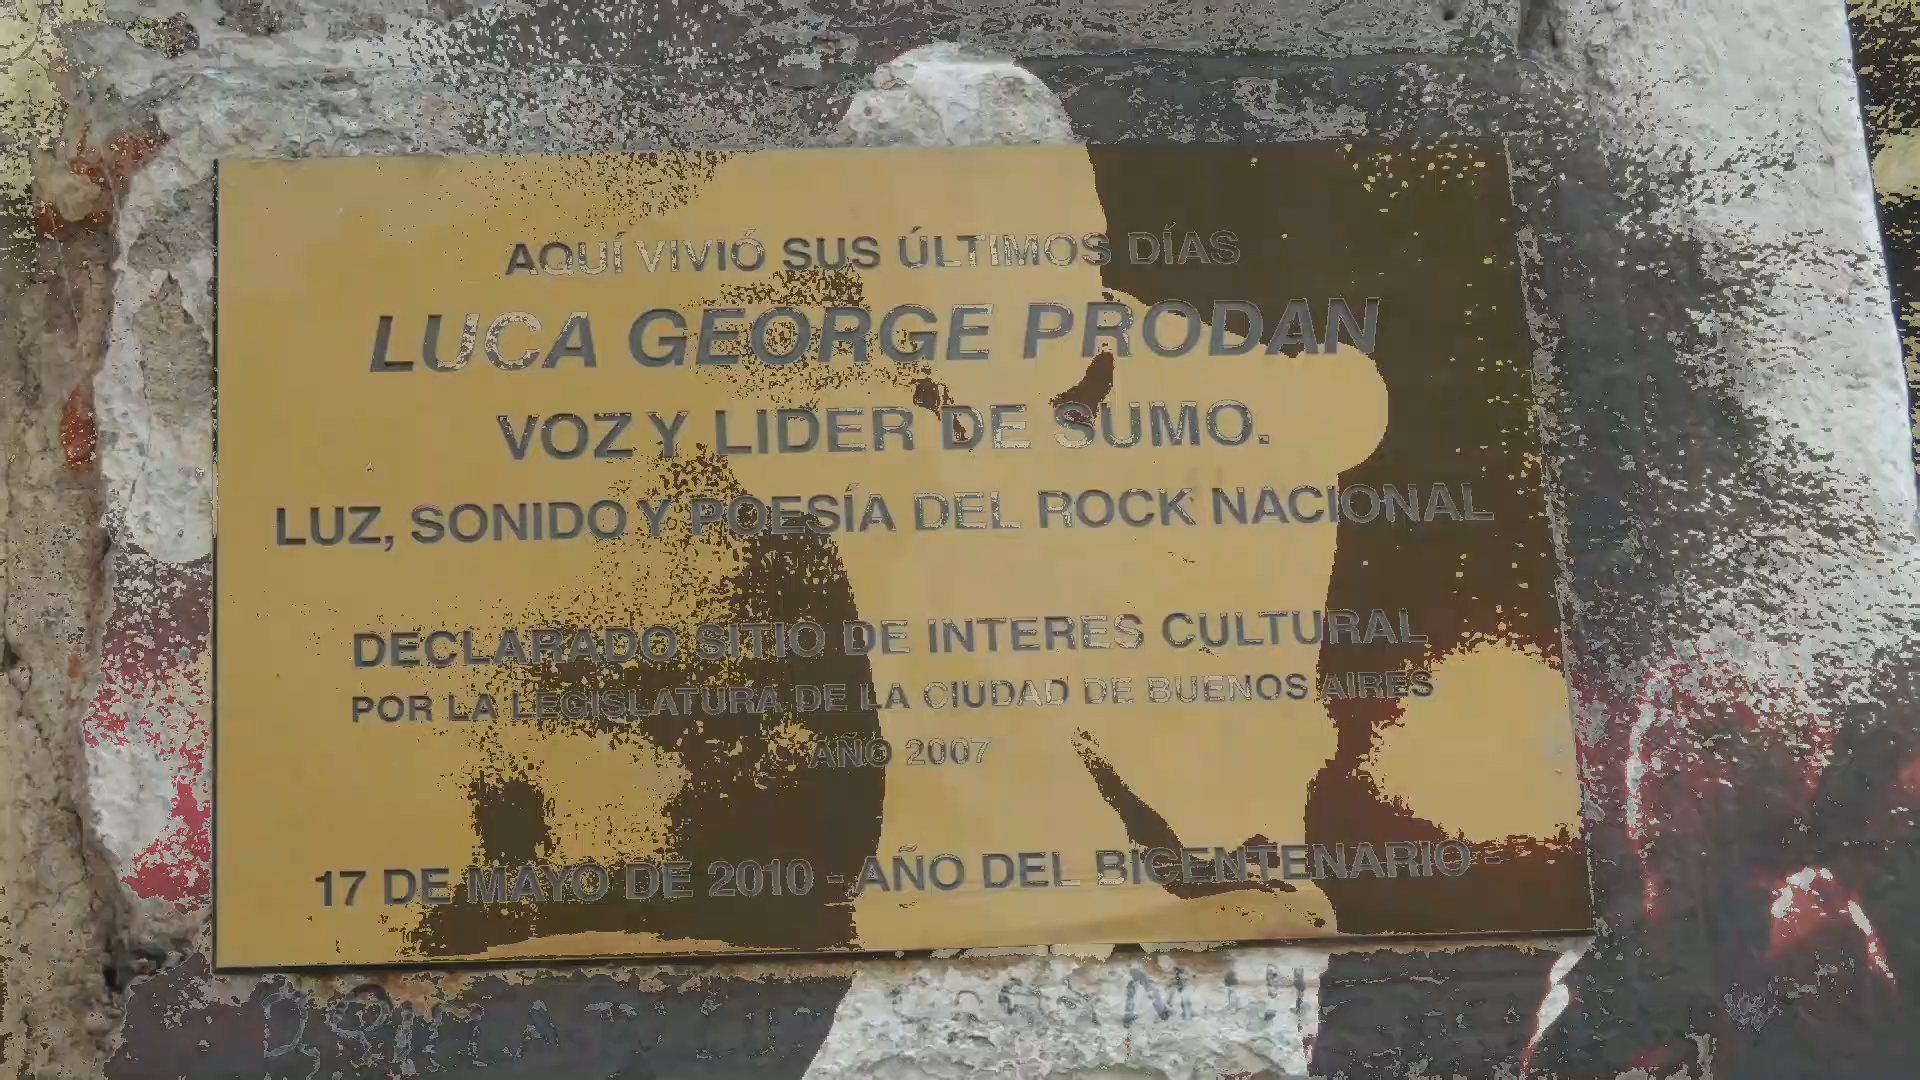 AQUÍ VIVIÓ SUS ÚLTIMOS DÍAS
LUCA GEORGE PRODAN
VOZ Y LIDER DE SUMO.
LUZ, SONIDO Y POESÍA DEL ROCK NACIONAL
DECLARADO SITIO DE INTERES CULTURAL
POR LA LEGISLATURA DE LA CIUDAD DE BUENOS AIRES
AÑO 2007
17 DE MAYO DE 2010 - AÑO DEL BICENTENARIO -